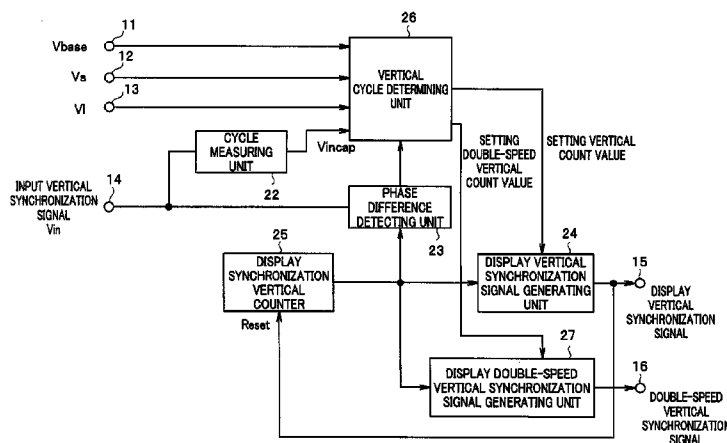 11
Vbase
12
Vs
13
Vl
26
VERTICAL
CYCLE DETERMINING
UNIT
CYCLE
MEASURING
UNIT
22
Vincap
14
INPUT VERTICAL
SYNCHRONIZATION
SIGNAL
Vin
PHASE
DIFFERENCE
DETECTING UNIT
23
SETTING
DOUBLE-SPEED
VERTICAL
COUNT VALUE
SETTING VERTICAL
COUNT VALUE
25
DISPLAY
SYNCHRONIZATION
VERTICAL
COUNTER
Reset
24
DISPLAY VERTICAL
SYNCHRONIZATION
SIGNAL GENERATING
UNIT
15
DISPLAY
VERTICAL
SYNCHRONIZATION
SIGNAL
27
DISPLAY DOUBLE-SPEED
VERTICAL SYNCHRONIZATION
SIGNAL GENERATING UNIT
16
DOUBLE-SPEED
VERTICAL
SYNCHRONIZATION
SIGNAL